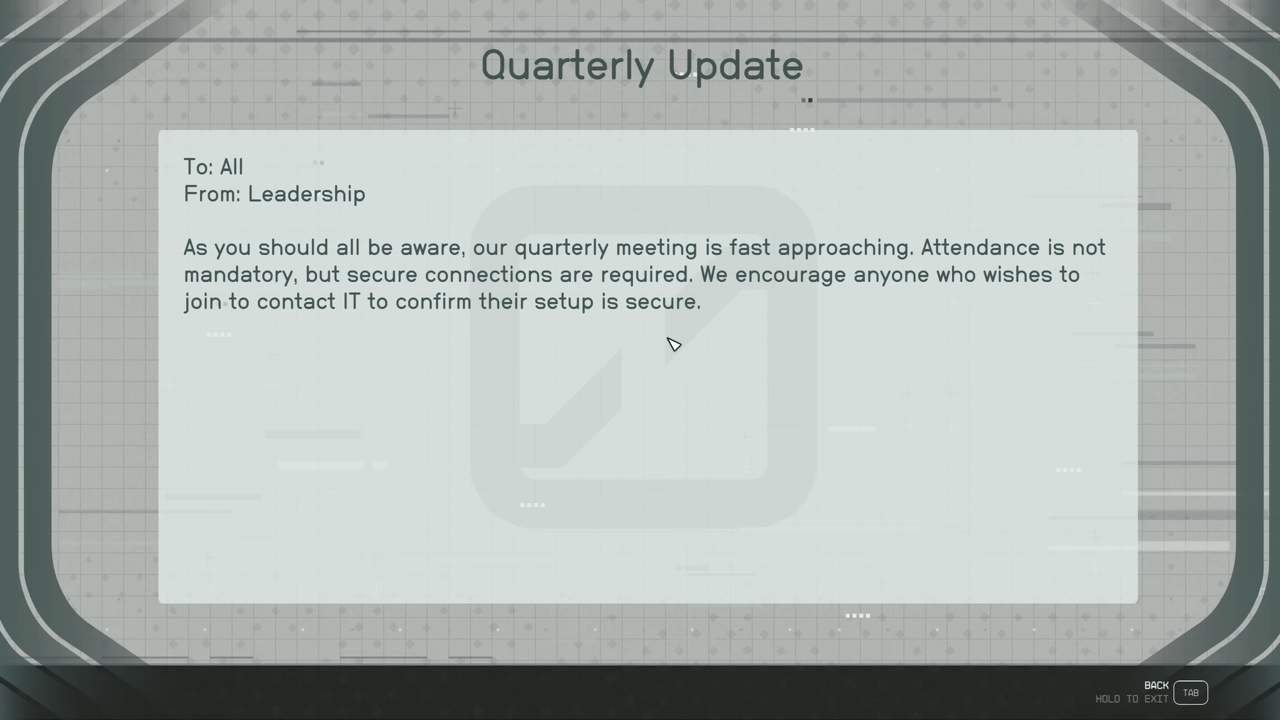 Quarterly Update
To: All
From: Leadership
As you should all be aware, our quarterly meeting is fast approaching. Attendance is not
mandatory, but secure connections are required. We encourage anyone who wishes to
join to contact IT to confirm their setup is secure.
BACK
HOLD TO EXIT
TAB